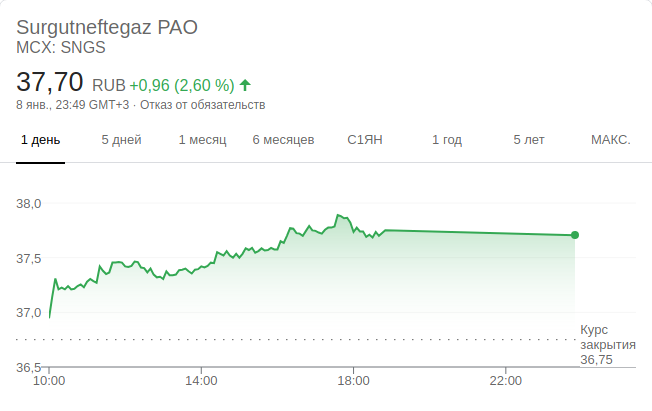 Surgutneftegaz PAO
MCX: SNGS
37,70 RUB +0,96 (2,60 %)
8 янв., 23:49 GMT+3 · Отказ от обязательств
1 день 5 дней 1 месяц 6 месяцев С1ЯН 1 год 5 лет МАКС.
38,0
37,5
37,0
Курс
закрытия
36,75
36,5
10:00 14:00 18:00 22:00